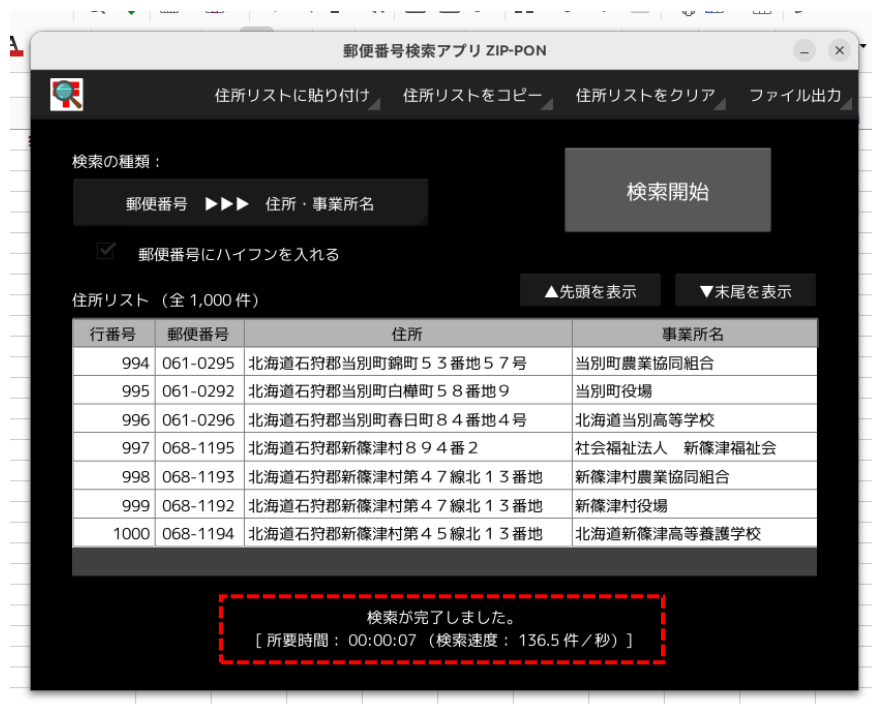 郵便番号検索アプリ ZIP-PON
住所リストに貼り付け 住所リストをコピー 住所リストをクリア ファイル出力
検索の種類：
郵便番号 ▶▶▶ 住所・事業所名
検索開始
郵便番号にハイフンを入れる
住所リスト （全 1,000 件）
▲先頭を表示 ▼末尾を表示
行番号 郵便番号 住所 事業所名
994 061-0295 北海道石狩郡当別町錦町５３番地５７号 当別町農業協同組合
995 061-0292 北海道石狩郡当別町白樺町５８番地９ 当別町役場
996 061-0296 北海道石狩郡当別町春日町８４番地４号 北海道当別高等学校
997 068-1195 北海道石狩郡新篠津村８９４番２ 社会福祉法人　新篠津福祉会
998 068-1193 北海道石狩郡新篠津村第４７線北１３番地 新篠津村農業協同組合
999 068-1192 北海道石狩郡新篠津村第４７線北１３番地 新篠津村役場
1000 068-1194 北海道石狩郡新篠津村第４５線北１３番地 北海道新篠津高等養護学校
検索が完了しました。
[ 所要時間： 00:00:07 （検索速度： 136.5 件／秒） ]